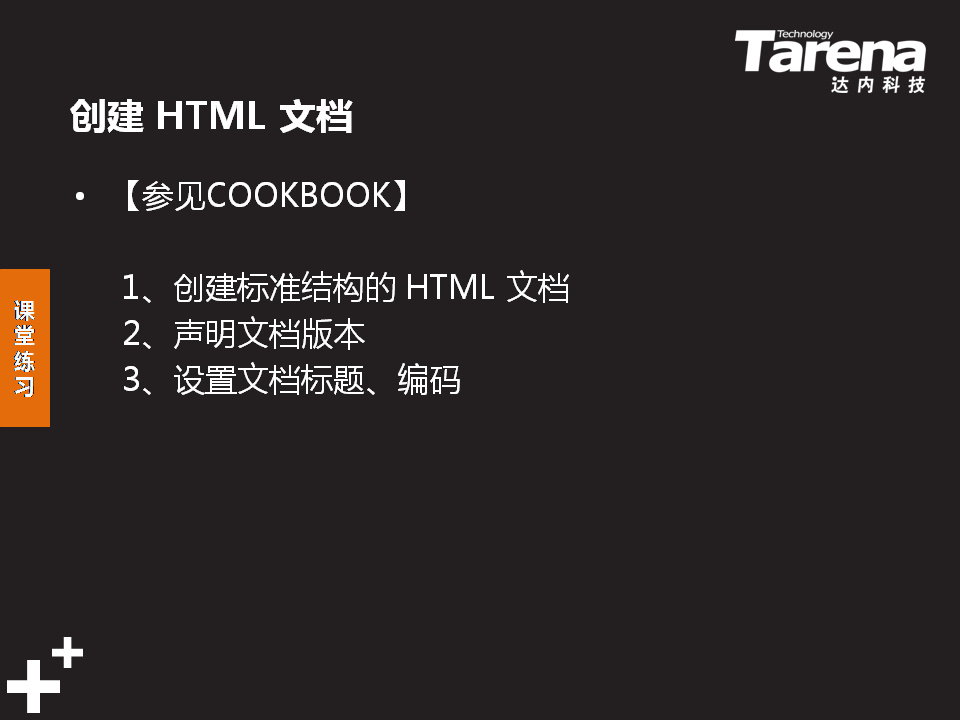 Technology
Tarena
达内科技
创建 HTML 文档
• 【参见COOKBOOK】
1、创建标准结构的 HTML 文档
2、声明文档版本
3、设置文档标题、编码
课堂练习